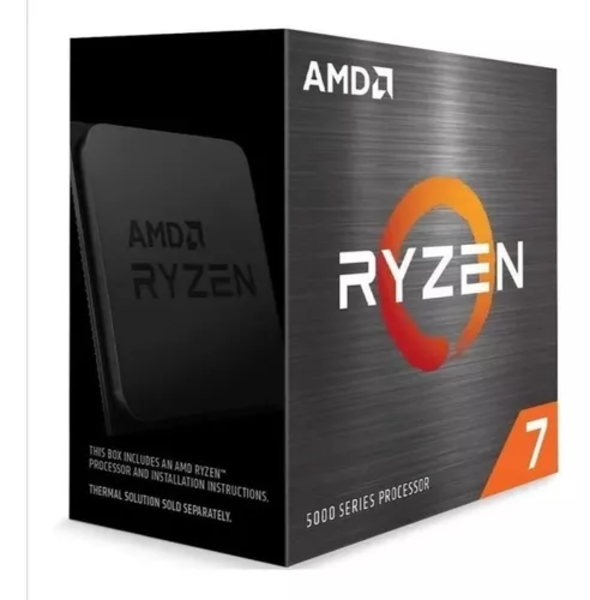 AMD
RYZEN
7
5000 SERIES PROCESSOR
AMD
RYZEN
THIS BOX INCLUDES AN AMD RYZEN™
PROCESSOR AND INSTALLATION INSTRUCTIONS.
THERMAL SOLUTION SOLD SEPARATELY.